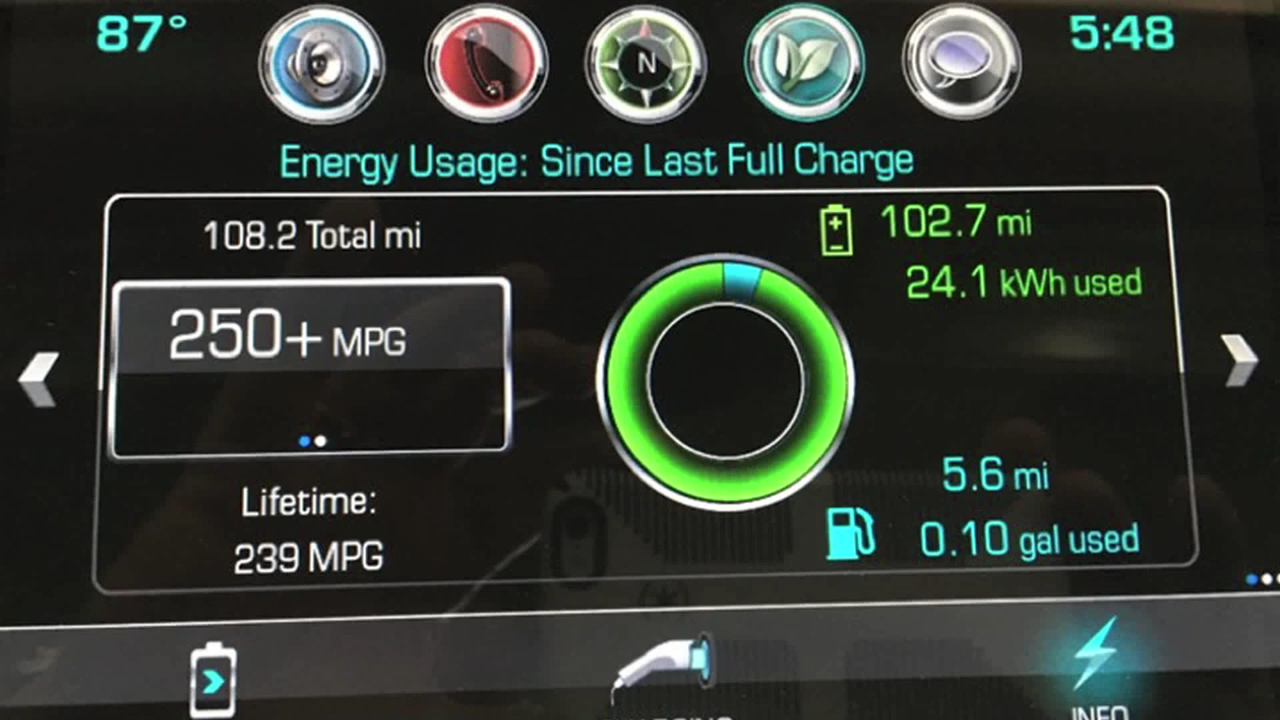 87°
N
5:48
Energy Usage: Since Last Full Charge
108.2 Total mi
102.7 mi
24.1 kWh used
250+ MPG
Lifetime:
239 MPG
5.6 mi
0.10 gal used
INFO